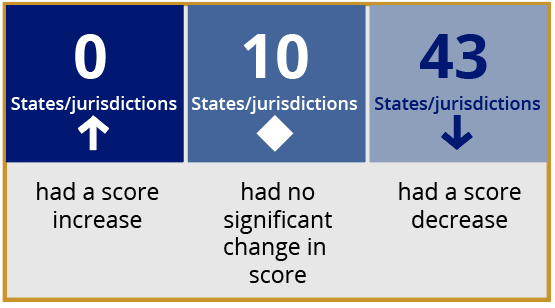 0
States/jurisdictions
had a score
increase
10
States/jurisdictions
had no
significant
change in
score
43
States/jurisdictions
had a score
decrease